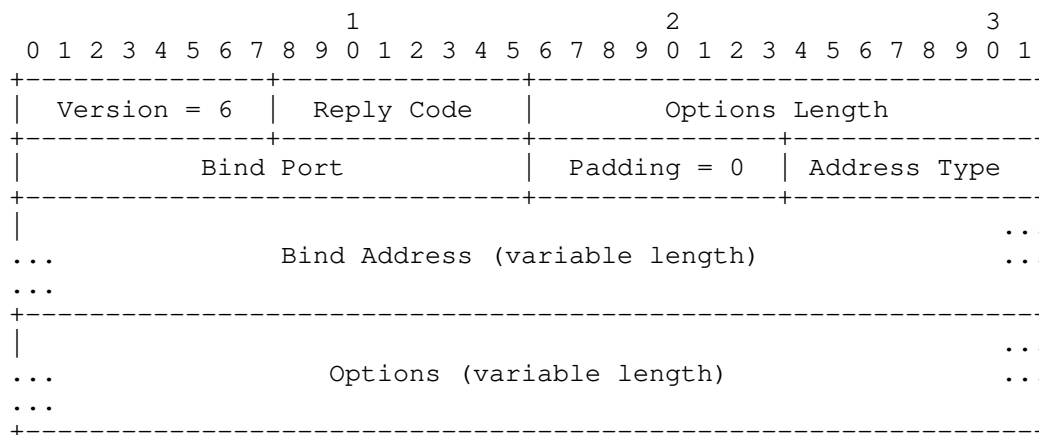 1                   2                   3
 0 1 2 3 4 5 6 7 8 9 0 1 2 3 4 5 6 7 8 9 0 1 2 3 4 5 6 7 8 9 0 1
+---------------+---------------+-------------------------------
|  Version = 6  |  Reply Code   |        Options Length
+---------------+---------------+---------------+---------------
|           Bind Port           |  Padding = 0  | Address Type
+-------------------------------+---------------+---------------
|                                                             ...
...              Bind Address (variable length)               ...
...
+---------------------------------------------------------------
|                                                             ...
...                 Options (variable length)                 ...
...
+---------------------------------------------------------------